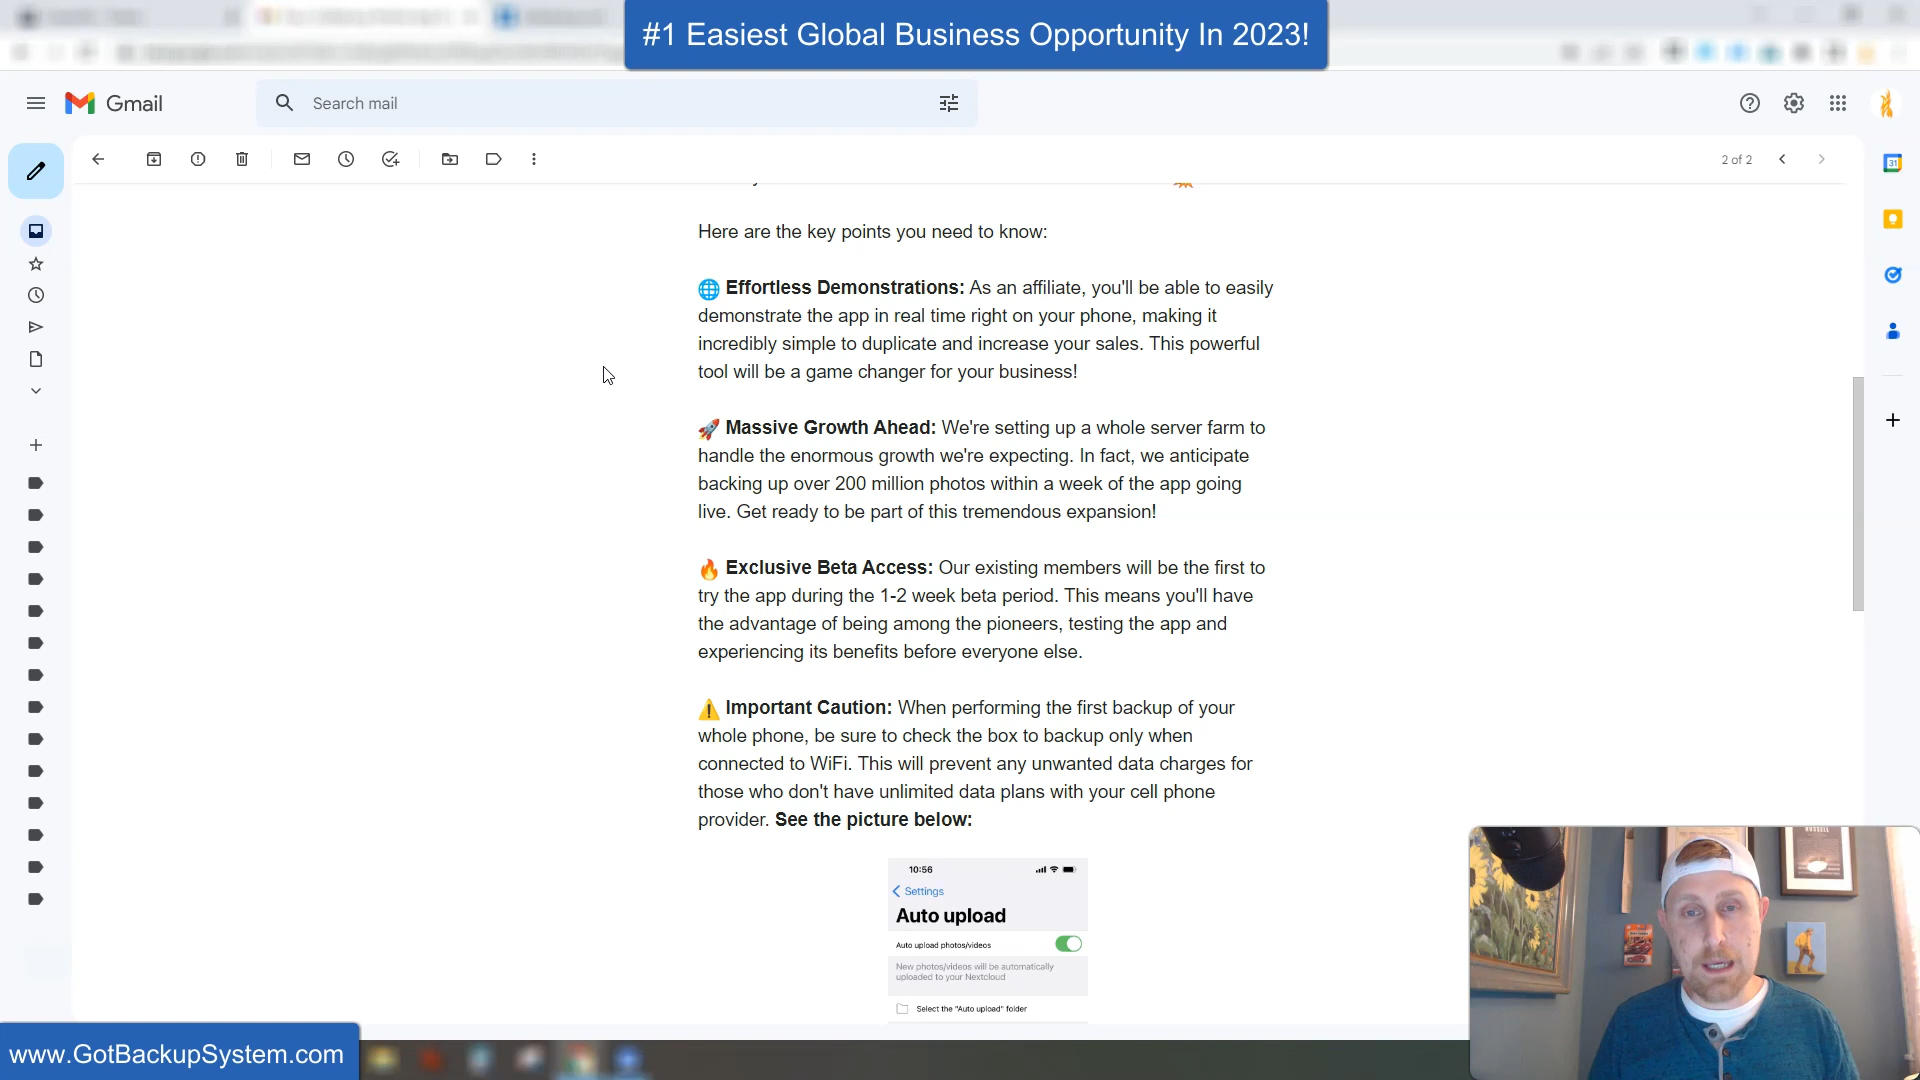 #1 Easiest Global Business Opportunity In 2023!
Gmail
Search mail
2 of 2
31
Here are the key points you need to know:
🌐 Effortless Demonstrations: As an affiliate, you'll be able to easily
demonstrate the app in real time right on your phone, making it
incredibly simple to duplicate and increase your sales. This powerful
tool will be a game changer for your business!
🚀 Massive Growth Ahead: We're setting up a whole server farm to
handle the enormous growth we're expecting. In fact, we anticipate
backing up over 200 million photos within a week of the app going
live. Get ready to be part of this tremendous expansion!
🔥 Exclusive Beta Access: Our existing members will be the first to
try the app during the 1-2 week beta period. This means you'll have
the advantage of being among the pioneers, testing the app and
experiencing its benefits before everyone else.
⚠️ Important Caution: When performing the first backup of your
whole phone, be sure to check the box to backup only when
connected to WiFi. This will prevent any unwanted data charges for
those who don't have unlimited data plans with your cell phone
provider. See the picture below:
10:56
Settings
Auto upload
Auto upload photos/videos
New photos/videos will be automatically
uploaded to your Nextcloud
Select the "Auto upload" folder
RUSSELL
www.GotBackupSystem.com